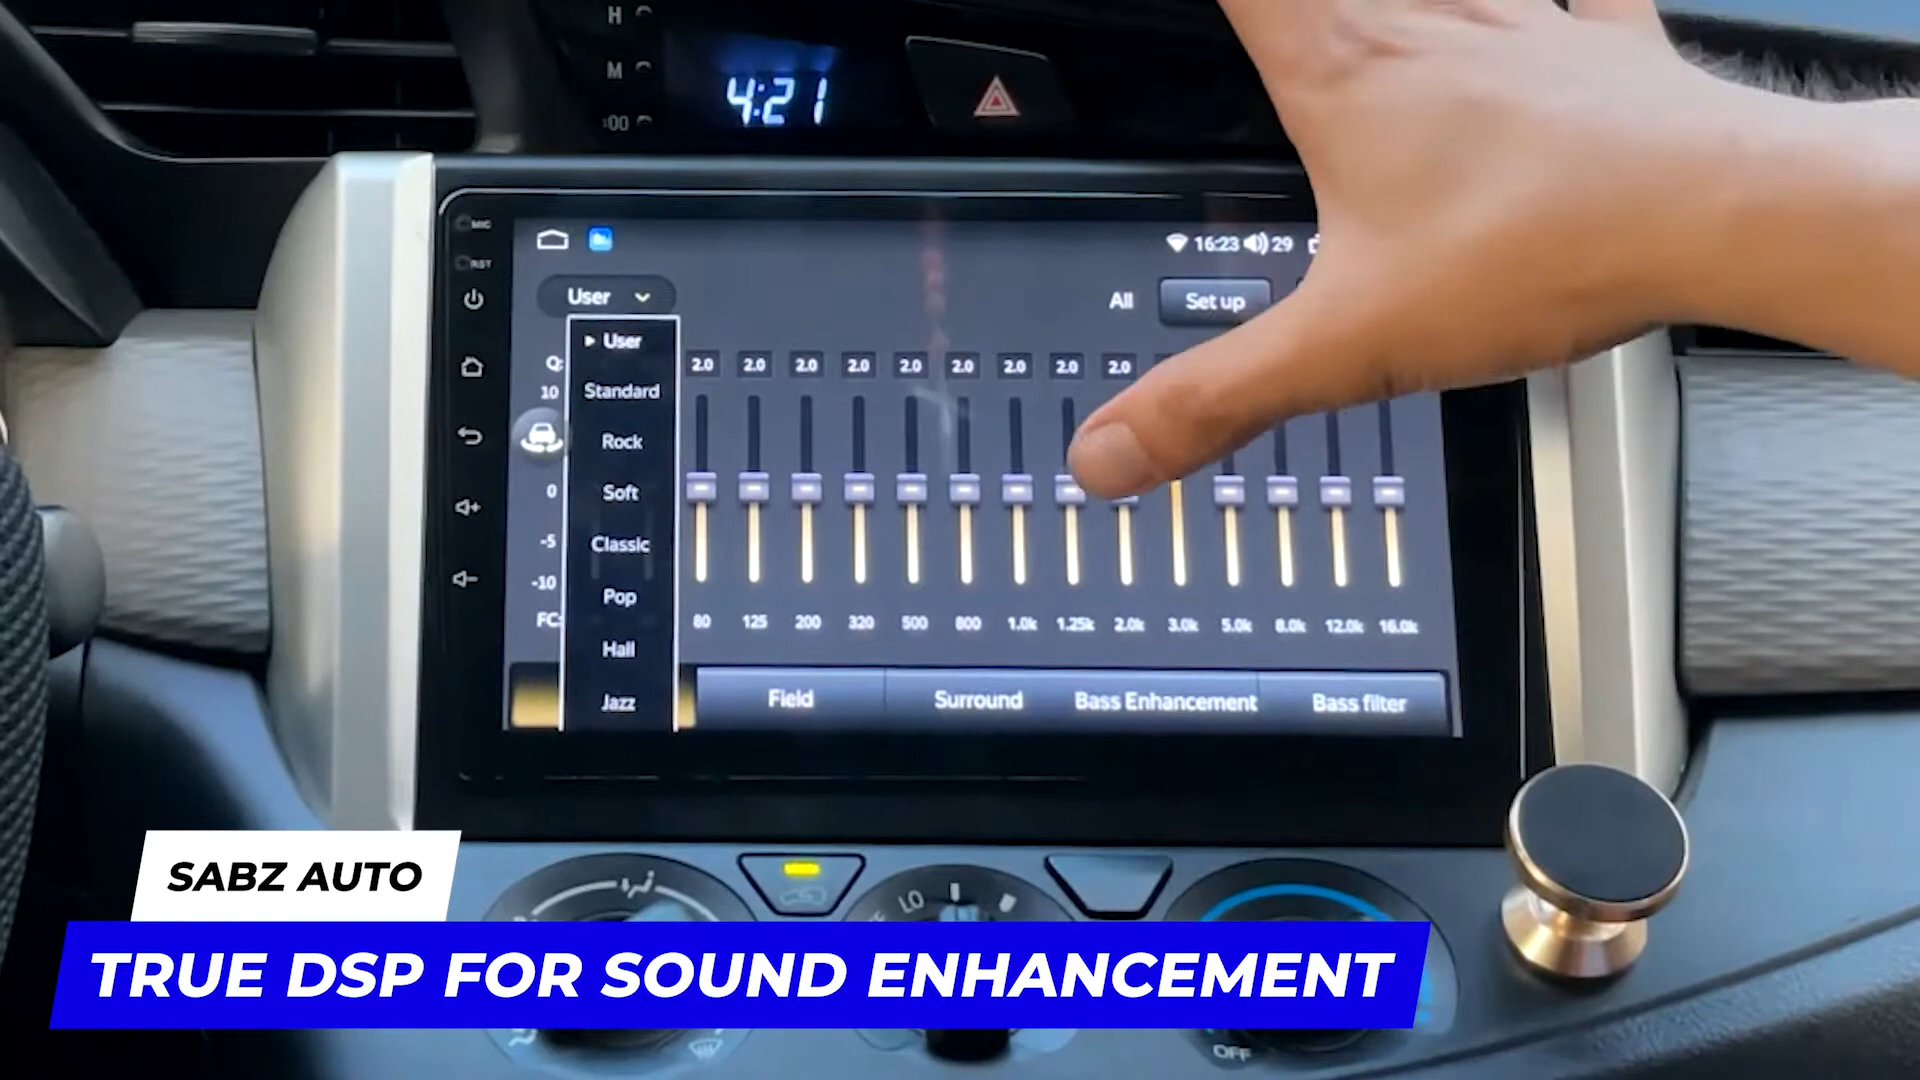 H
M
:00
4:21
MIC
RST
16:23 29
User
All Set up
User
Standard
Rock
Soft
Classic
Pop
Hall
Jazz
Q: 2.0 2.0 2.0 2.0 2.0 2.0 2.0 2.0 2.0
10
0
-5
-10
FC: 80 125 200 320 500 800 1.0k 1.25k 2.0k 3.0k 5.0k 8.0k 12.0k 16.0k
Field Surround Bass Enhancement Bass filter
LO
OFF
SABZ AUTO
TRUE DSP FOR SOUND ENHANCEMENT